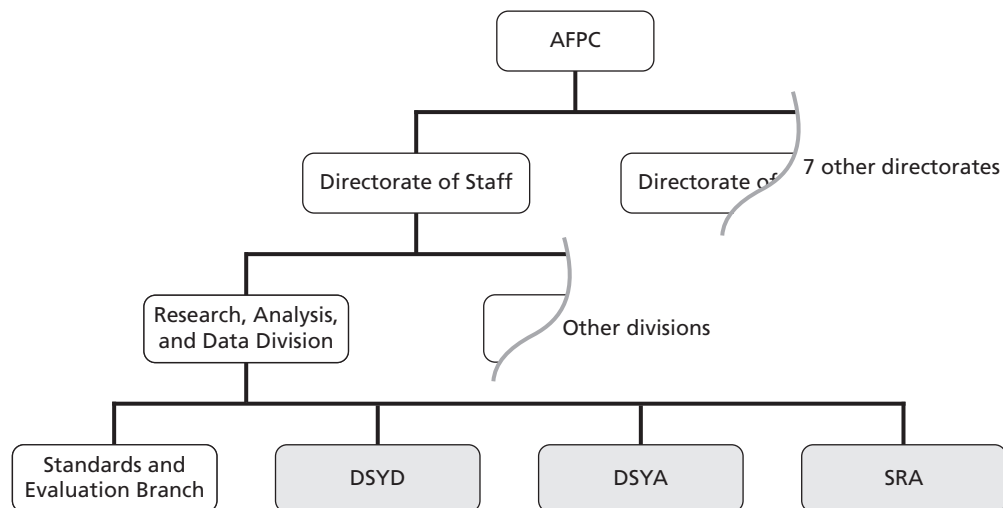 AFPC
Directorate of Staff
Directorate of
7 other directorates
Research, Analysis,
and Data Division
Other divisions
Standards and
Evaluation Branch
DSYD
DSYA
SRA